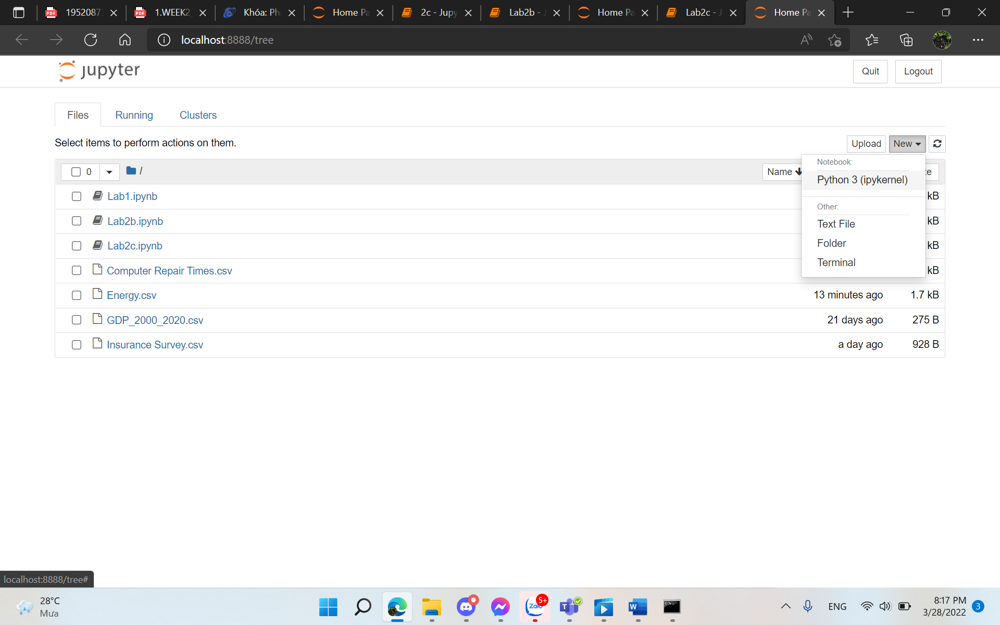 19520873
1.WEEK2_
Khóa: Ph
Home Pa
2c - Jupy
Lab2b - J
Home Pa
Lab2c - J
Home Pa
localhost:8888/tree
jupyter
Quit
Logout
Files
Running
Clusters
Select items to perform actions on them.
Upload
New
0
/
Name
ze
Notebook:
Python 3 (ipykernel)
Other:
Text File
Folder
Terminal
Lab1.ipynb
kB
Lab2b.ipynb
kB
Lab2c.ipynb
kB
Computer Repair Times.csv
kB
Energy.csv
13 minutes ago
1.7 kB
GDP_2000_2020.csv
21 days ago
275 B
Insurance Survey.csv
a day ago
928 B
localhost:8888/tree#
28°C
Mưa
Zalo
5+
ENG
8:17 PM
3/28/2022
3